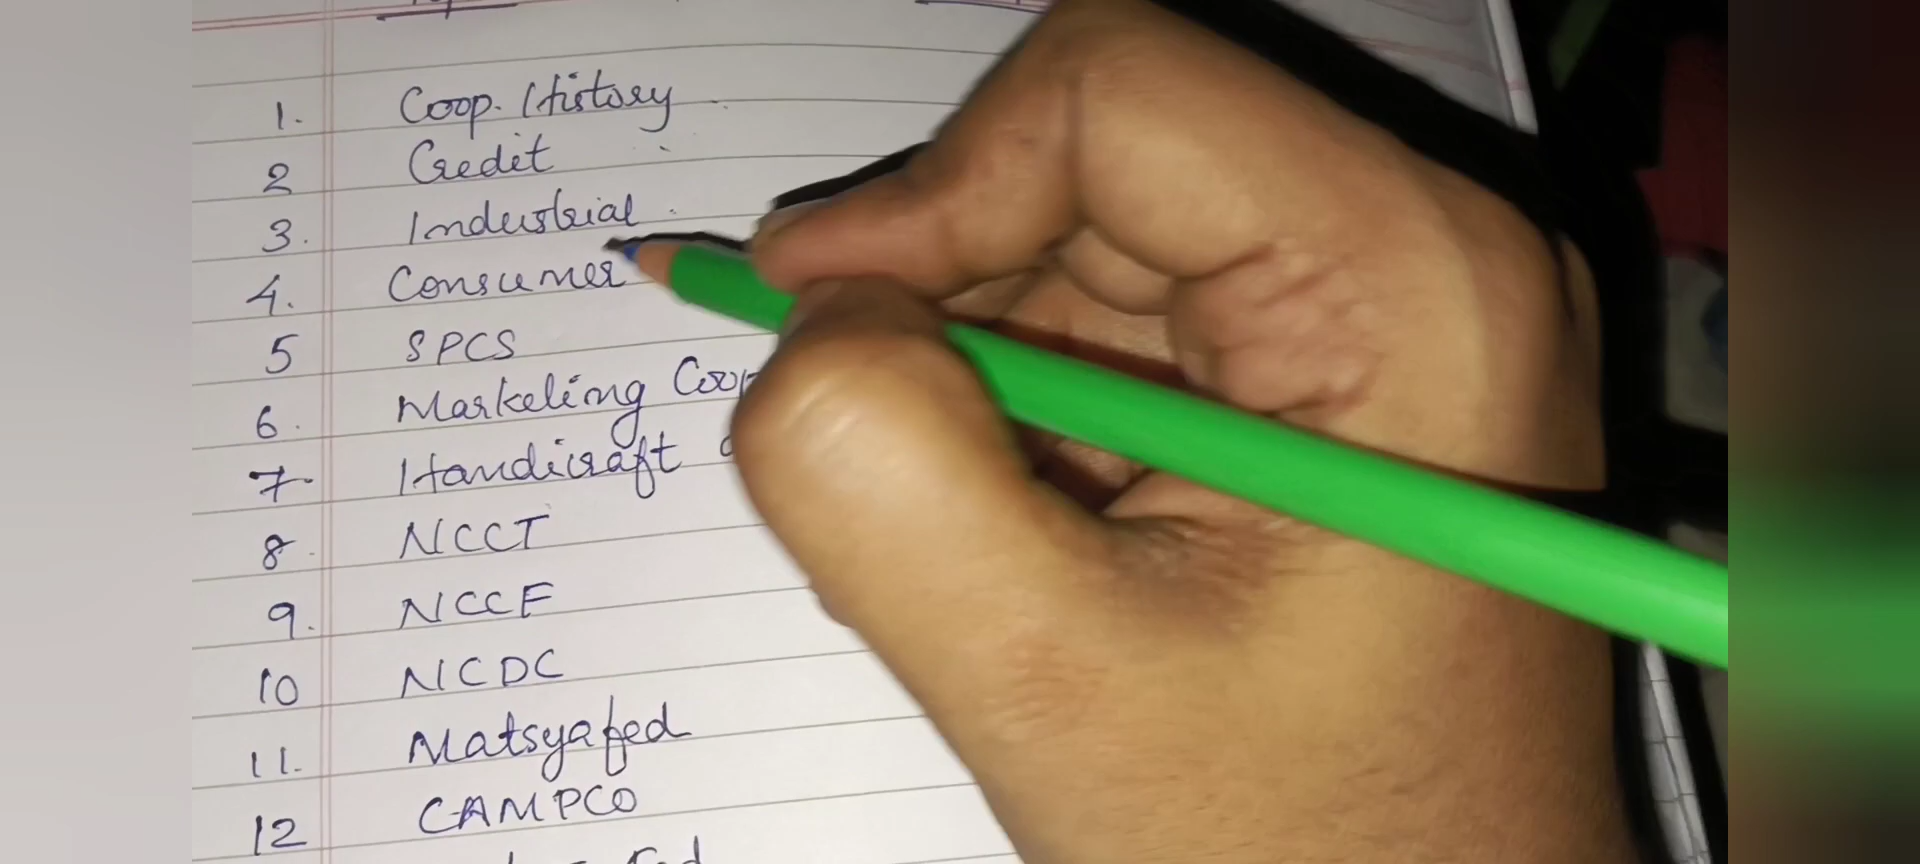 1. Coop. History
2 Credit
3. Industrial
4. Consumer
5 SPCS
6. Marketing Coop
7. Handicraft
8. NCCT
9. NCCF
10 NCDC
11. Matsyafed
12 CAMPCO